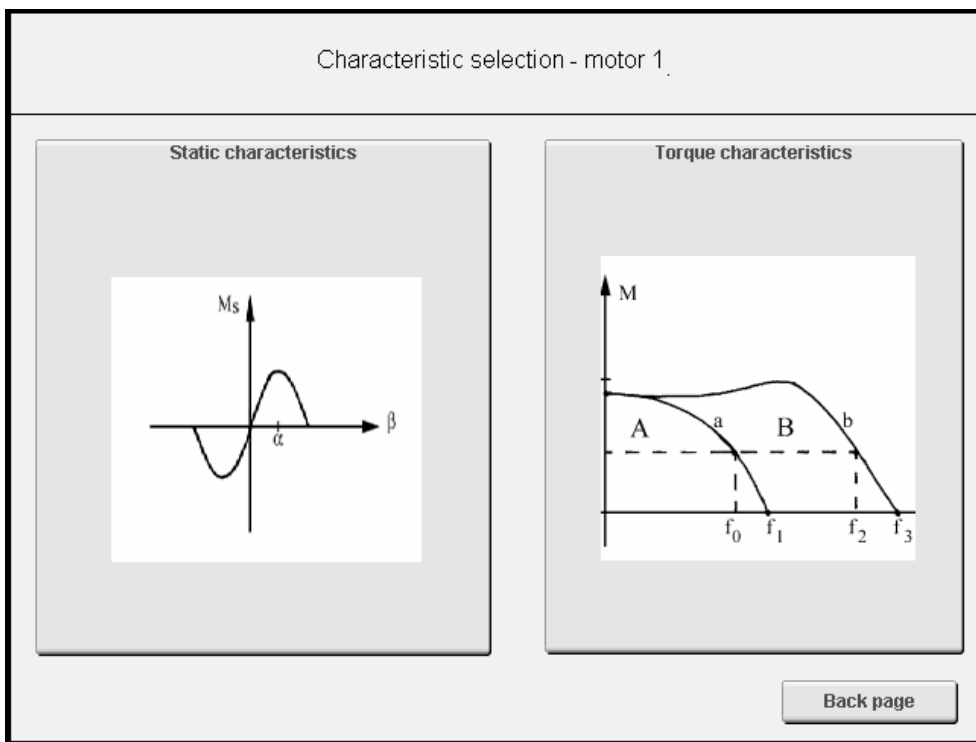 Characteristic selection - motor 1.
Static characteristics
Ms
β
α
Torque characteristics
M
A
a
B
b
f0
f1
f2
f3
Back page